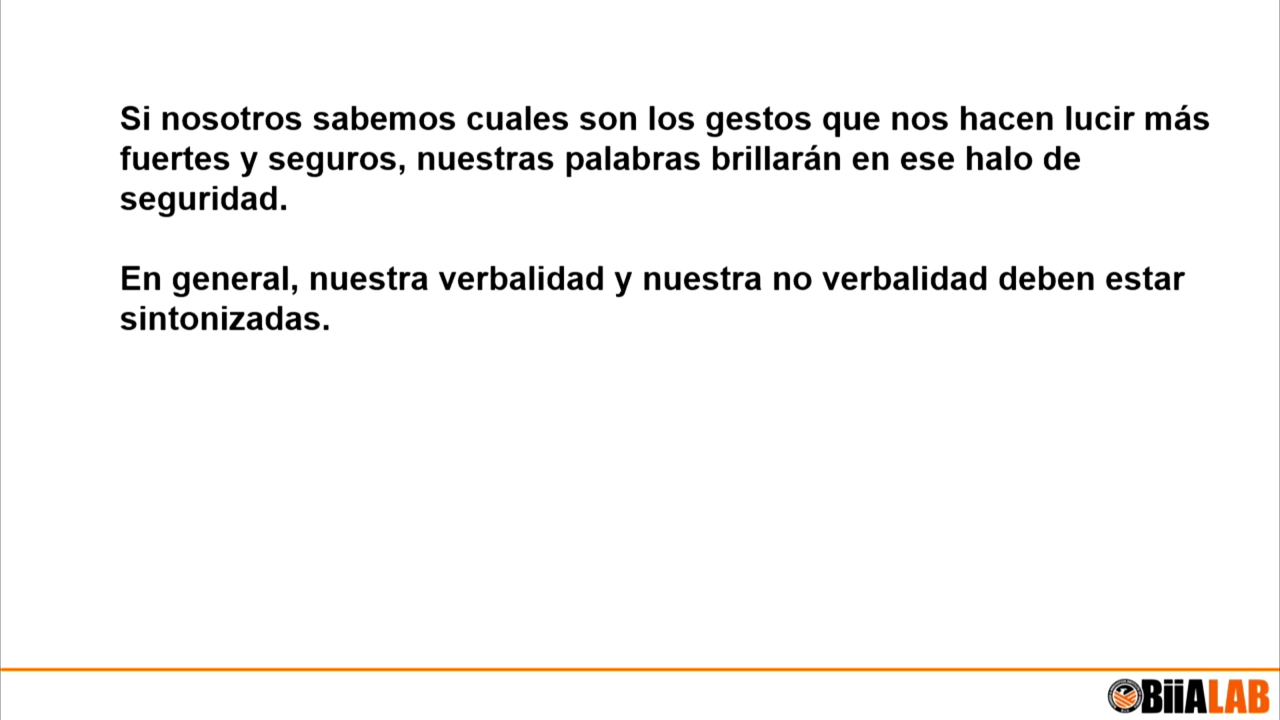 Si nosotros sabemos cuales son los gestos que nos hacen lucir más
fuertes y seguros, nuestras palabras brillarán en ese halo de
seguridad.
En general, nuestra verbalidad y nuestra no verbalidad deben estar
sintonizadas.
BiiALAB